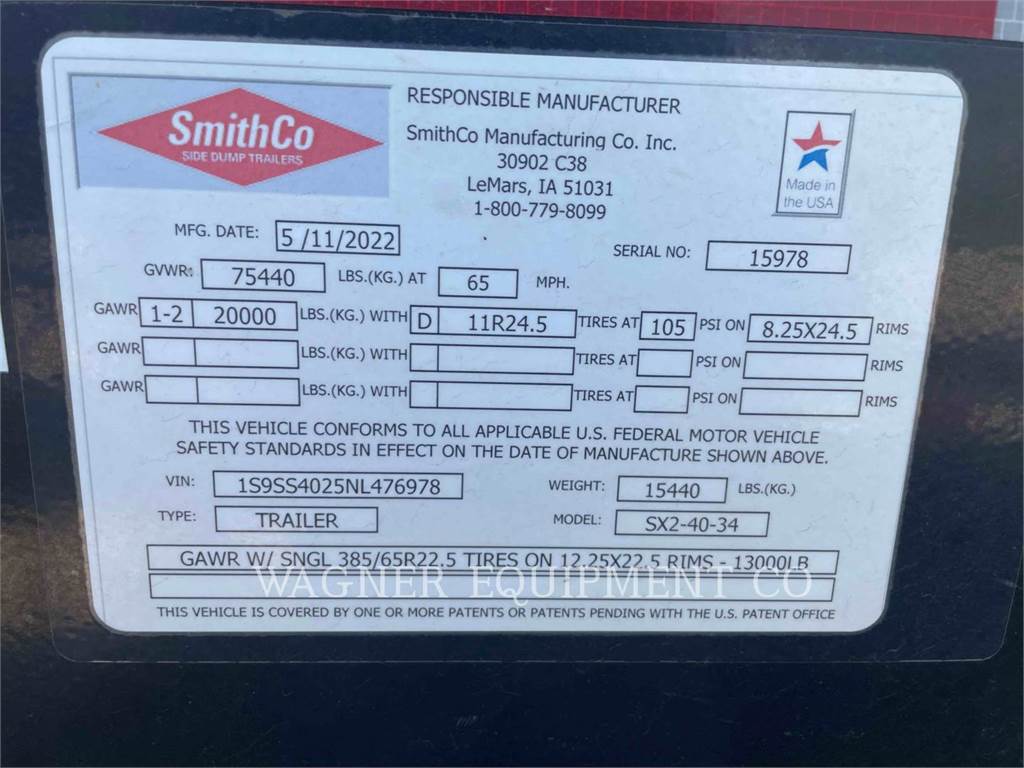 SmithCo
SIDE DUMP TRAILERS
RESPONSIBLE MANUFACTURER
SmithCo Manufacturing Co. Inc.
30902 C38
LeMars, IA 51031
1-800-779-8099
Made in
the USA
MFG. DATE: 5 /11/2022
SERIAL NO: 15978
GVWR: 75440 LBS.(KG.) AT 65 MPH.
GAWR 1-2 20000 LBS.(KG.) WITH D 11R24.5 TIRES AT 105 PSI ON 8.25X24.5 RIMS
GAWR LBS.(KG.) WITH TIRES AT PSI ON RIMS
GAWR LBS.(KG.) WITH TIRES AT PSI ON RIMS
THIS VEHICLE CONFORMS TO ALL APPLICABLE U.S. FEDERAL MOTOR VEHICLE
SAFETY STANDARDS IN EFFECT ON THE DATE OF MANUFACTURE SHOWN ABOVE.
VIN: 1S9SS4025NL476978 WEIGHT: 15440 LBS.(KG.)
TYPE: TRAILER MODEL: SX2-40-34
GAWR W/ SNGL 385/65R22.5 TIRES ON 12.25X22.5 RIMS - 13000LB
WAGNER EQUIPMENT CO
THIS VEHICLE IS COVERED BY ONE OR MORE PATENTS OR PATENTS PENDING WITH THE U.S. PATENT OFFICE